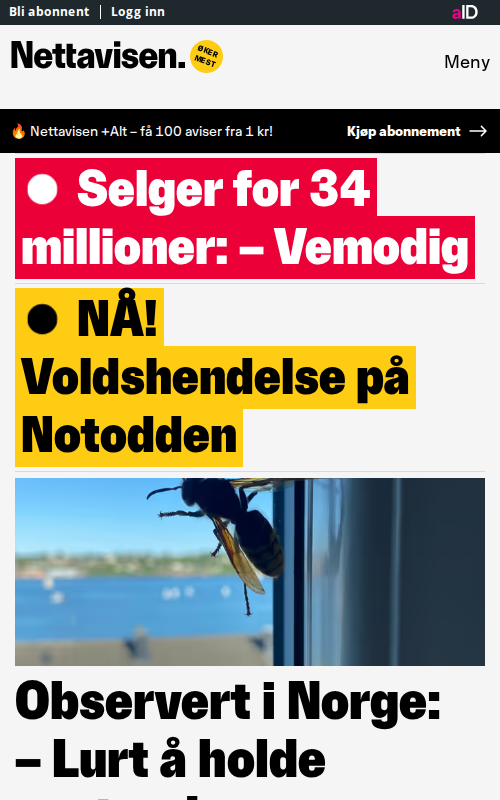 Bli abonnent
Logg inn
aID
Nettavisen.
ØKER
MEST
Meny
🔥 Nettavisen +Alt – få 100 aviser fra 1 kr!
Kjøp abonnement →
Selger for 34
millioner: – Vemodig
NÅ!
Voldshendelse på
Notodden
Observert i Norge:
– Lurt å holde